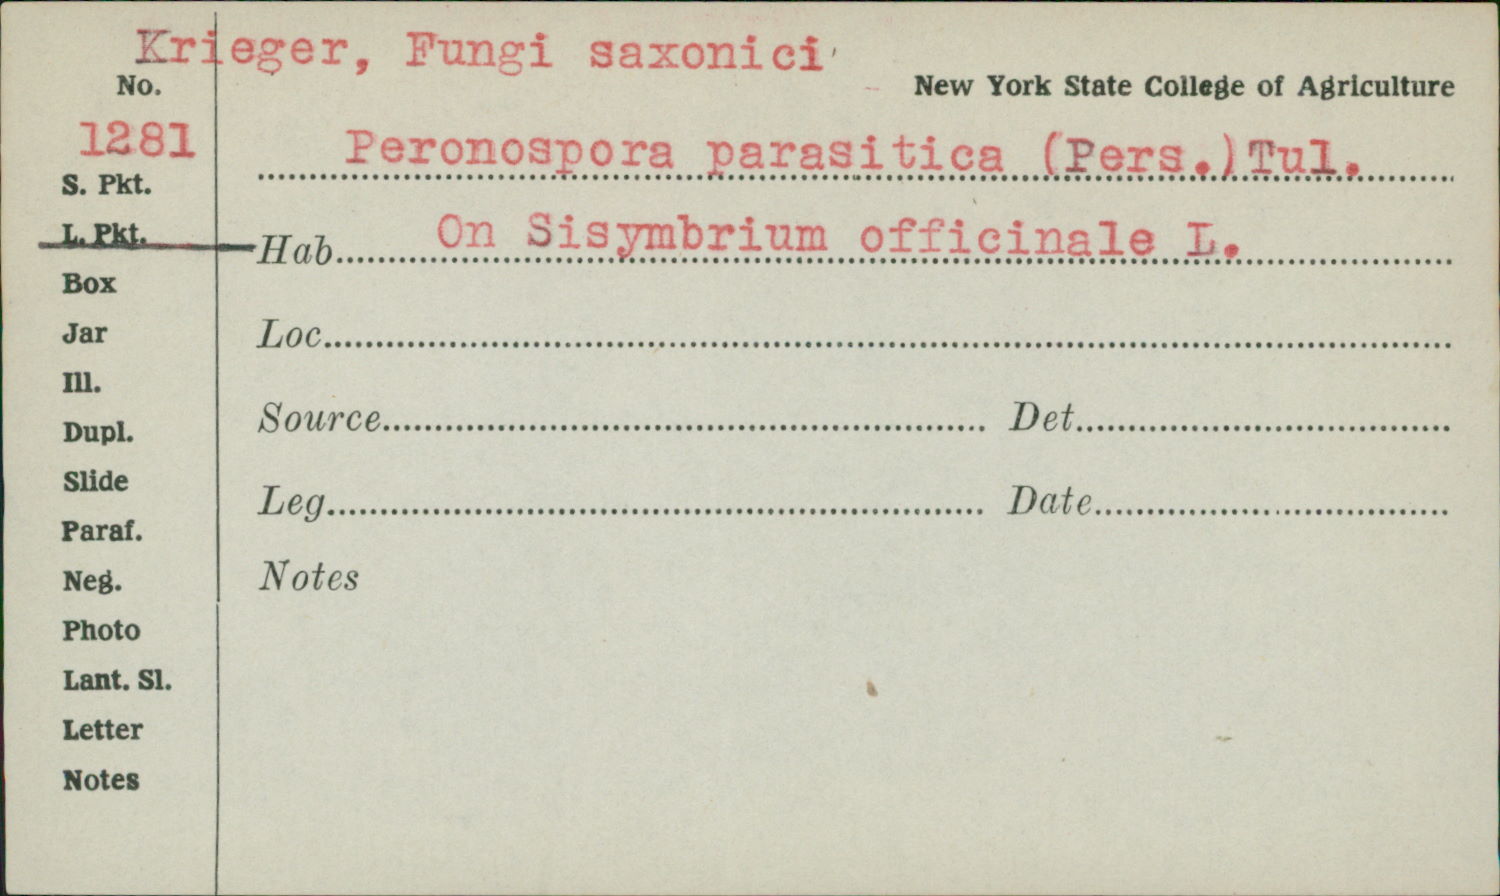 Krieger, Fungi saxonici
No.
New York State College of Agriculture
1281
Peronospora parasitica (Pers.)Tul.
S. Pkt.
L. Pkt.
Hab. On Sisymbrium officinale L.
Box
Jar
Loc.
Ill.
Source Det.
Dupl.
Slide
Leg. Date
Paraf.
Neg.
Notes
Photo
Lant. Sl.
Letter
Notes